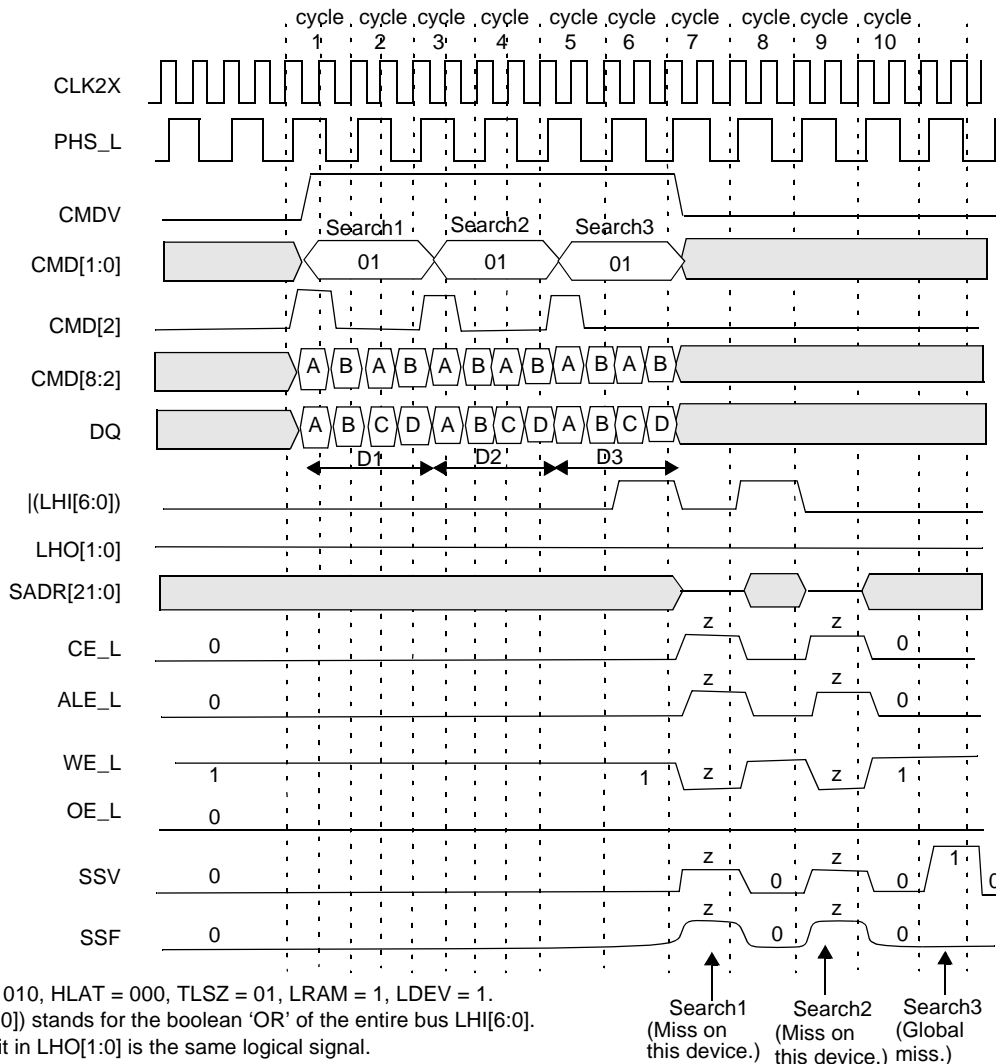 cycle cycle cycle cycle cycle cycle cycle cycle cycle cycle
1 2 3 4 5 6 7 8 9 10
CLK2X
PHS_L
CMDV
Search1 Search2 Search3
CMD[1:0] 01 01 01
CMD[2]
CMD[8:2] A B A B A B A B A B A B
DQ A B C D A B C D A B C D
D1 D2 D3
|(LHI[6:0])
LHO[1:0]
SADR[21:0]
z z
CE_L 0 0
z z
ALE_L 0 0
WE_L
1 1 z z 1
OE_L 0
z z 1
SSV 0 0 0 0
z z
SSF 0 0 0
010, HLAT = 000, TLSZ = 01, LRAM = 1, LDEV = 1.
0]) stands for the boolean ‘OR’ of the entire bus LHI[6:0].
it in LHO[1:0] is the same logical signal.
Search1
(Miss on
this device.)
Search2
(Miss on
this device.)
Search3
(Global
miss.)